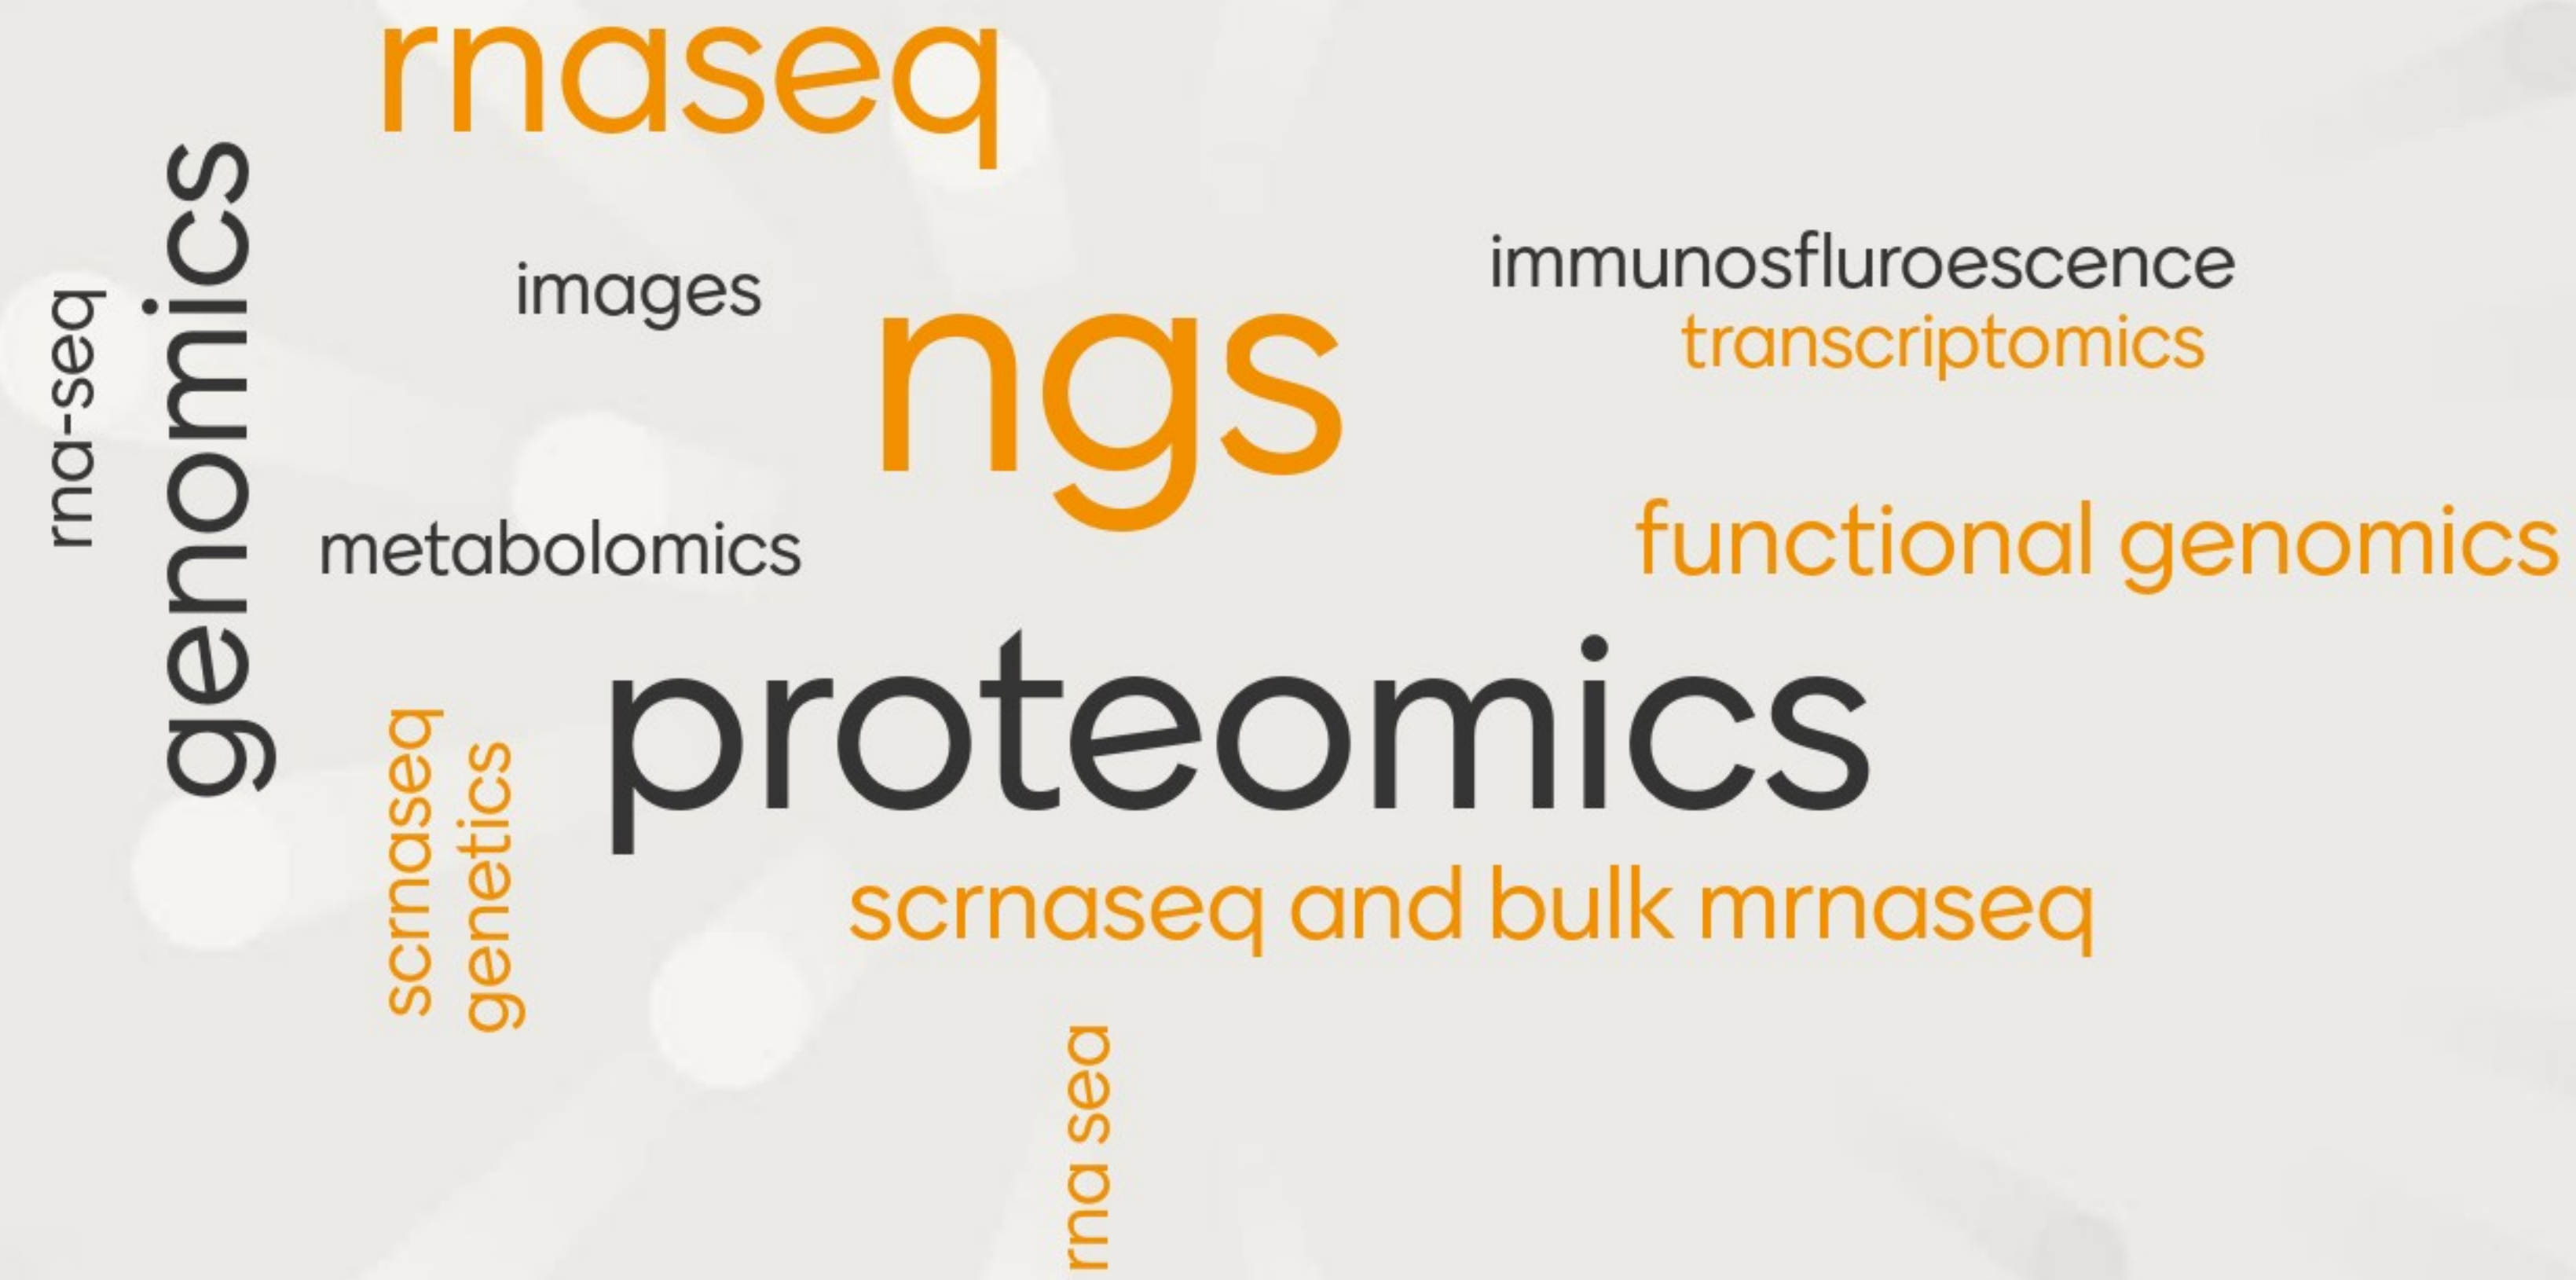 rnaseq
genomics
rna-seq
images
immunosfluroescence
transcriptomics
ngs
metabolomics
functional genomics
proteomics
scrnaseq
genetics
scrnaseq and bulk mrnaseq
rna sea